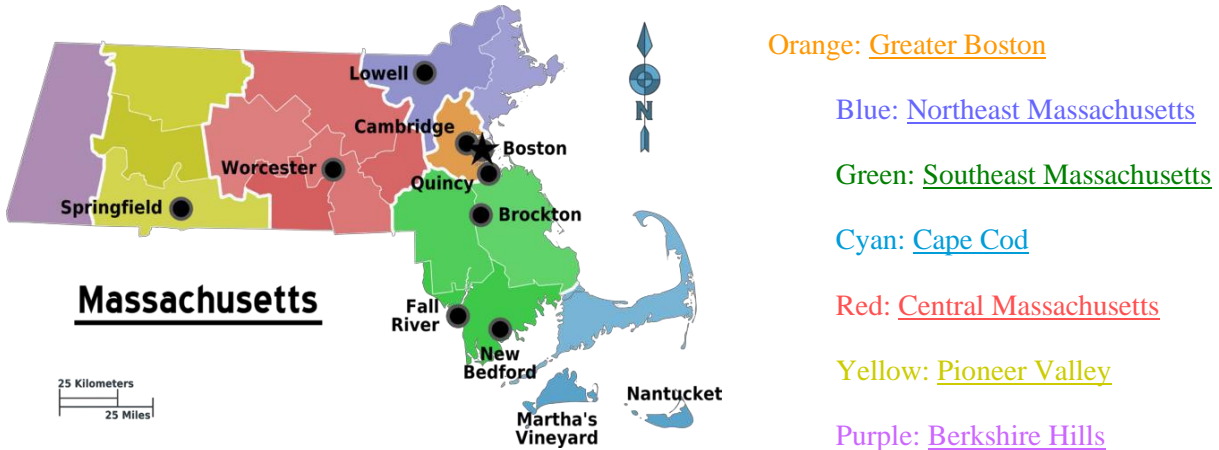 Lowell
Cambridge
Boston
Worcester
Quincy
Springfield
Brockton
Massachusetts
Fall
River
New
Bedford
25 Kilometers
25 Miles
Martha's
Vineyard
Nantucket
N
Orange: Greater Boston
Blue: Northeast Massachusetts
Green: Southeast Massachusetts
Cyan: Cape Cod
Red: Central Massachusetts
Yellow: Pioneer Valley
Purple: Berkshire Hills